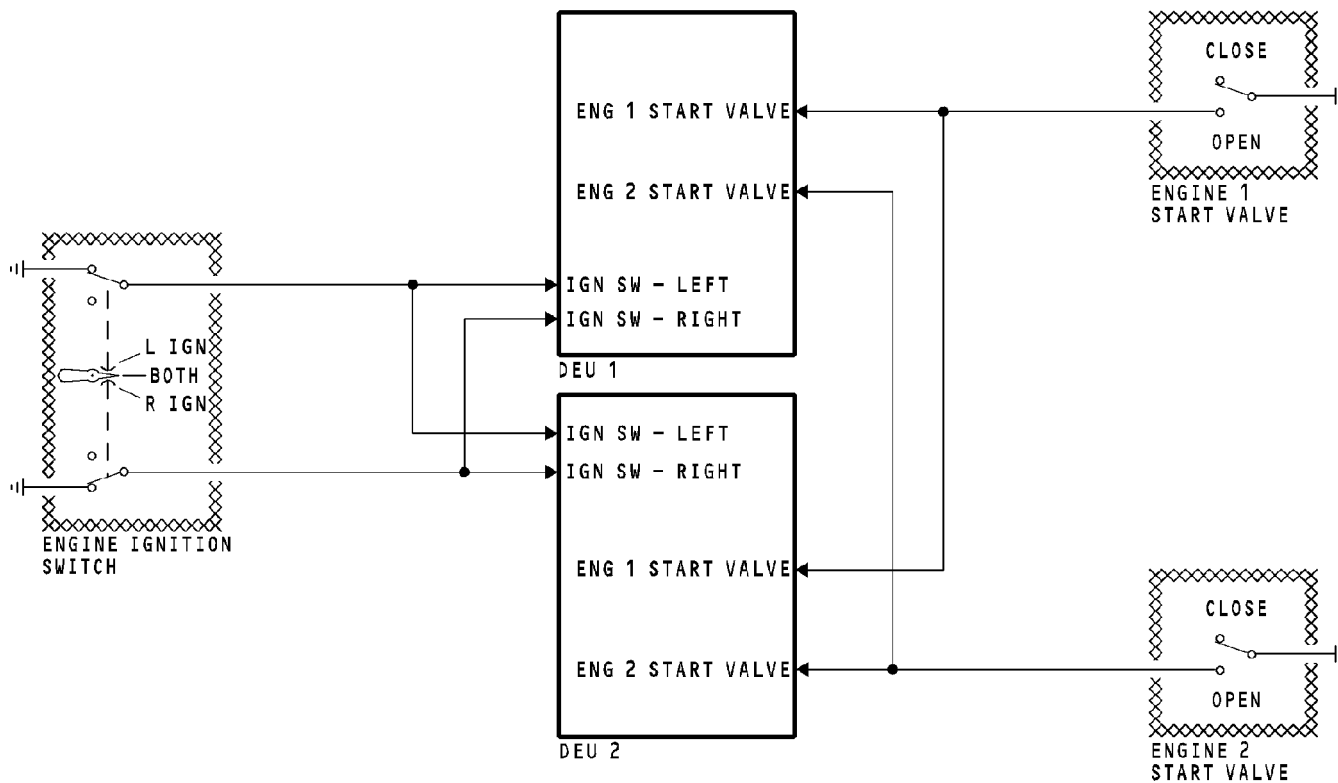 CLOSE
OPEN
ENGINE 1
START VALVE
ENG 1 START VALVE
ENG 2 START VALVE
IGN SW - LEFT
IGN SW - RIGHT
DEU 1
L IGN
BOTH
R IGN
ENGINE IGNITION
SWITCH
IGN SW - LEFT
IGN SW - RIGHT
ENG 1 START VALVE
ENG 2 START VALVE
DEU 2
CLOSE
OPEN
ENGINE 2
START VALVE